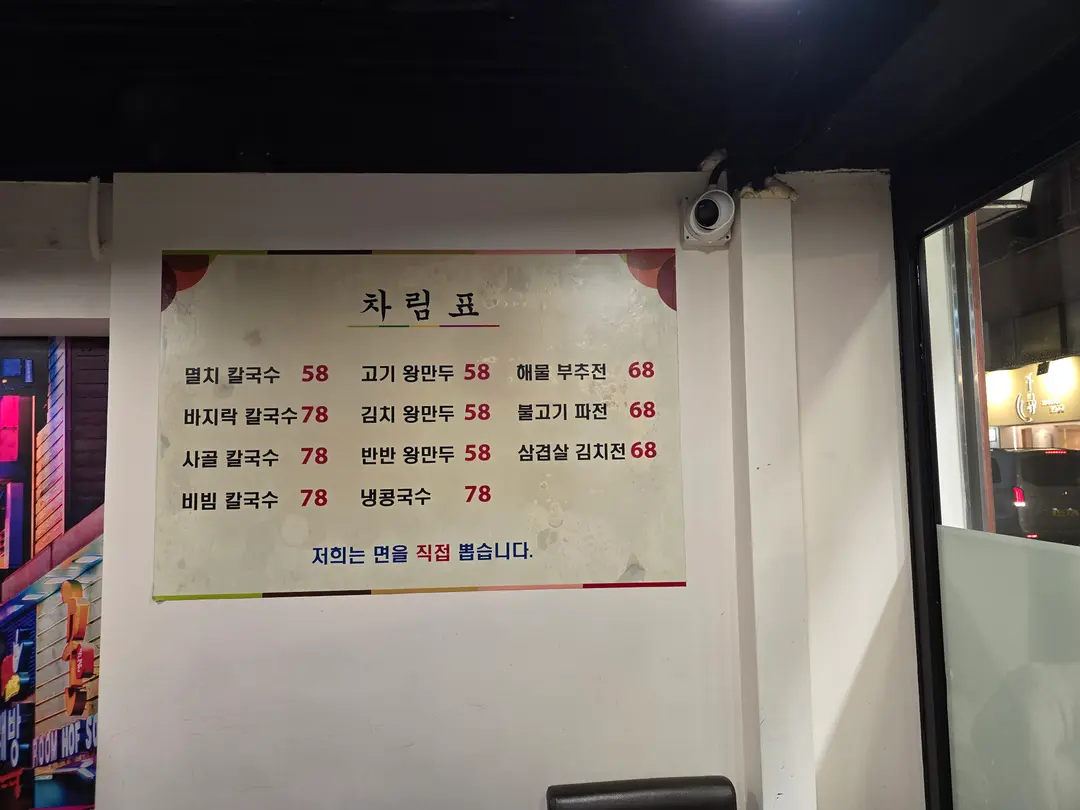 차림표
멸치 칼국수 58 고기 왕만두 58 해물 부추전 68
바지락 칼국수 78 김치 왕만두 58 불고기 파전 68
사골 칼국수 78 반반 왕만두 58 삼겹살 김치전 68
비빔 칼국수 78 냉콩국수 78
저희는 면을 직접 뽑습니다.
방
ROOM HOF